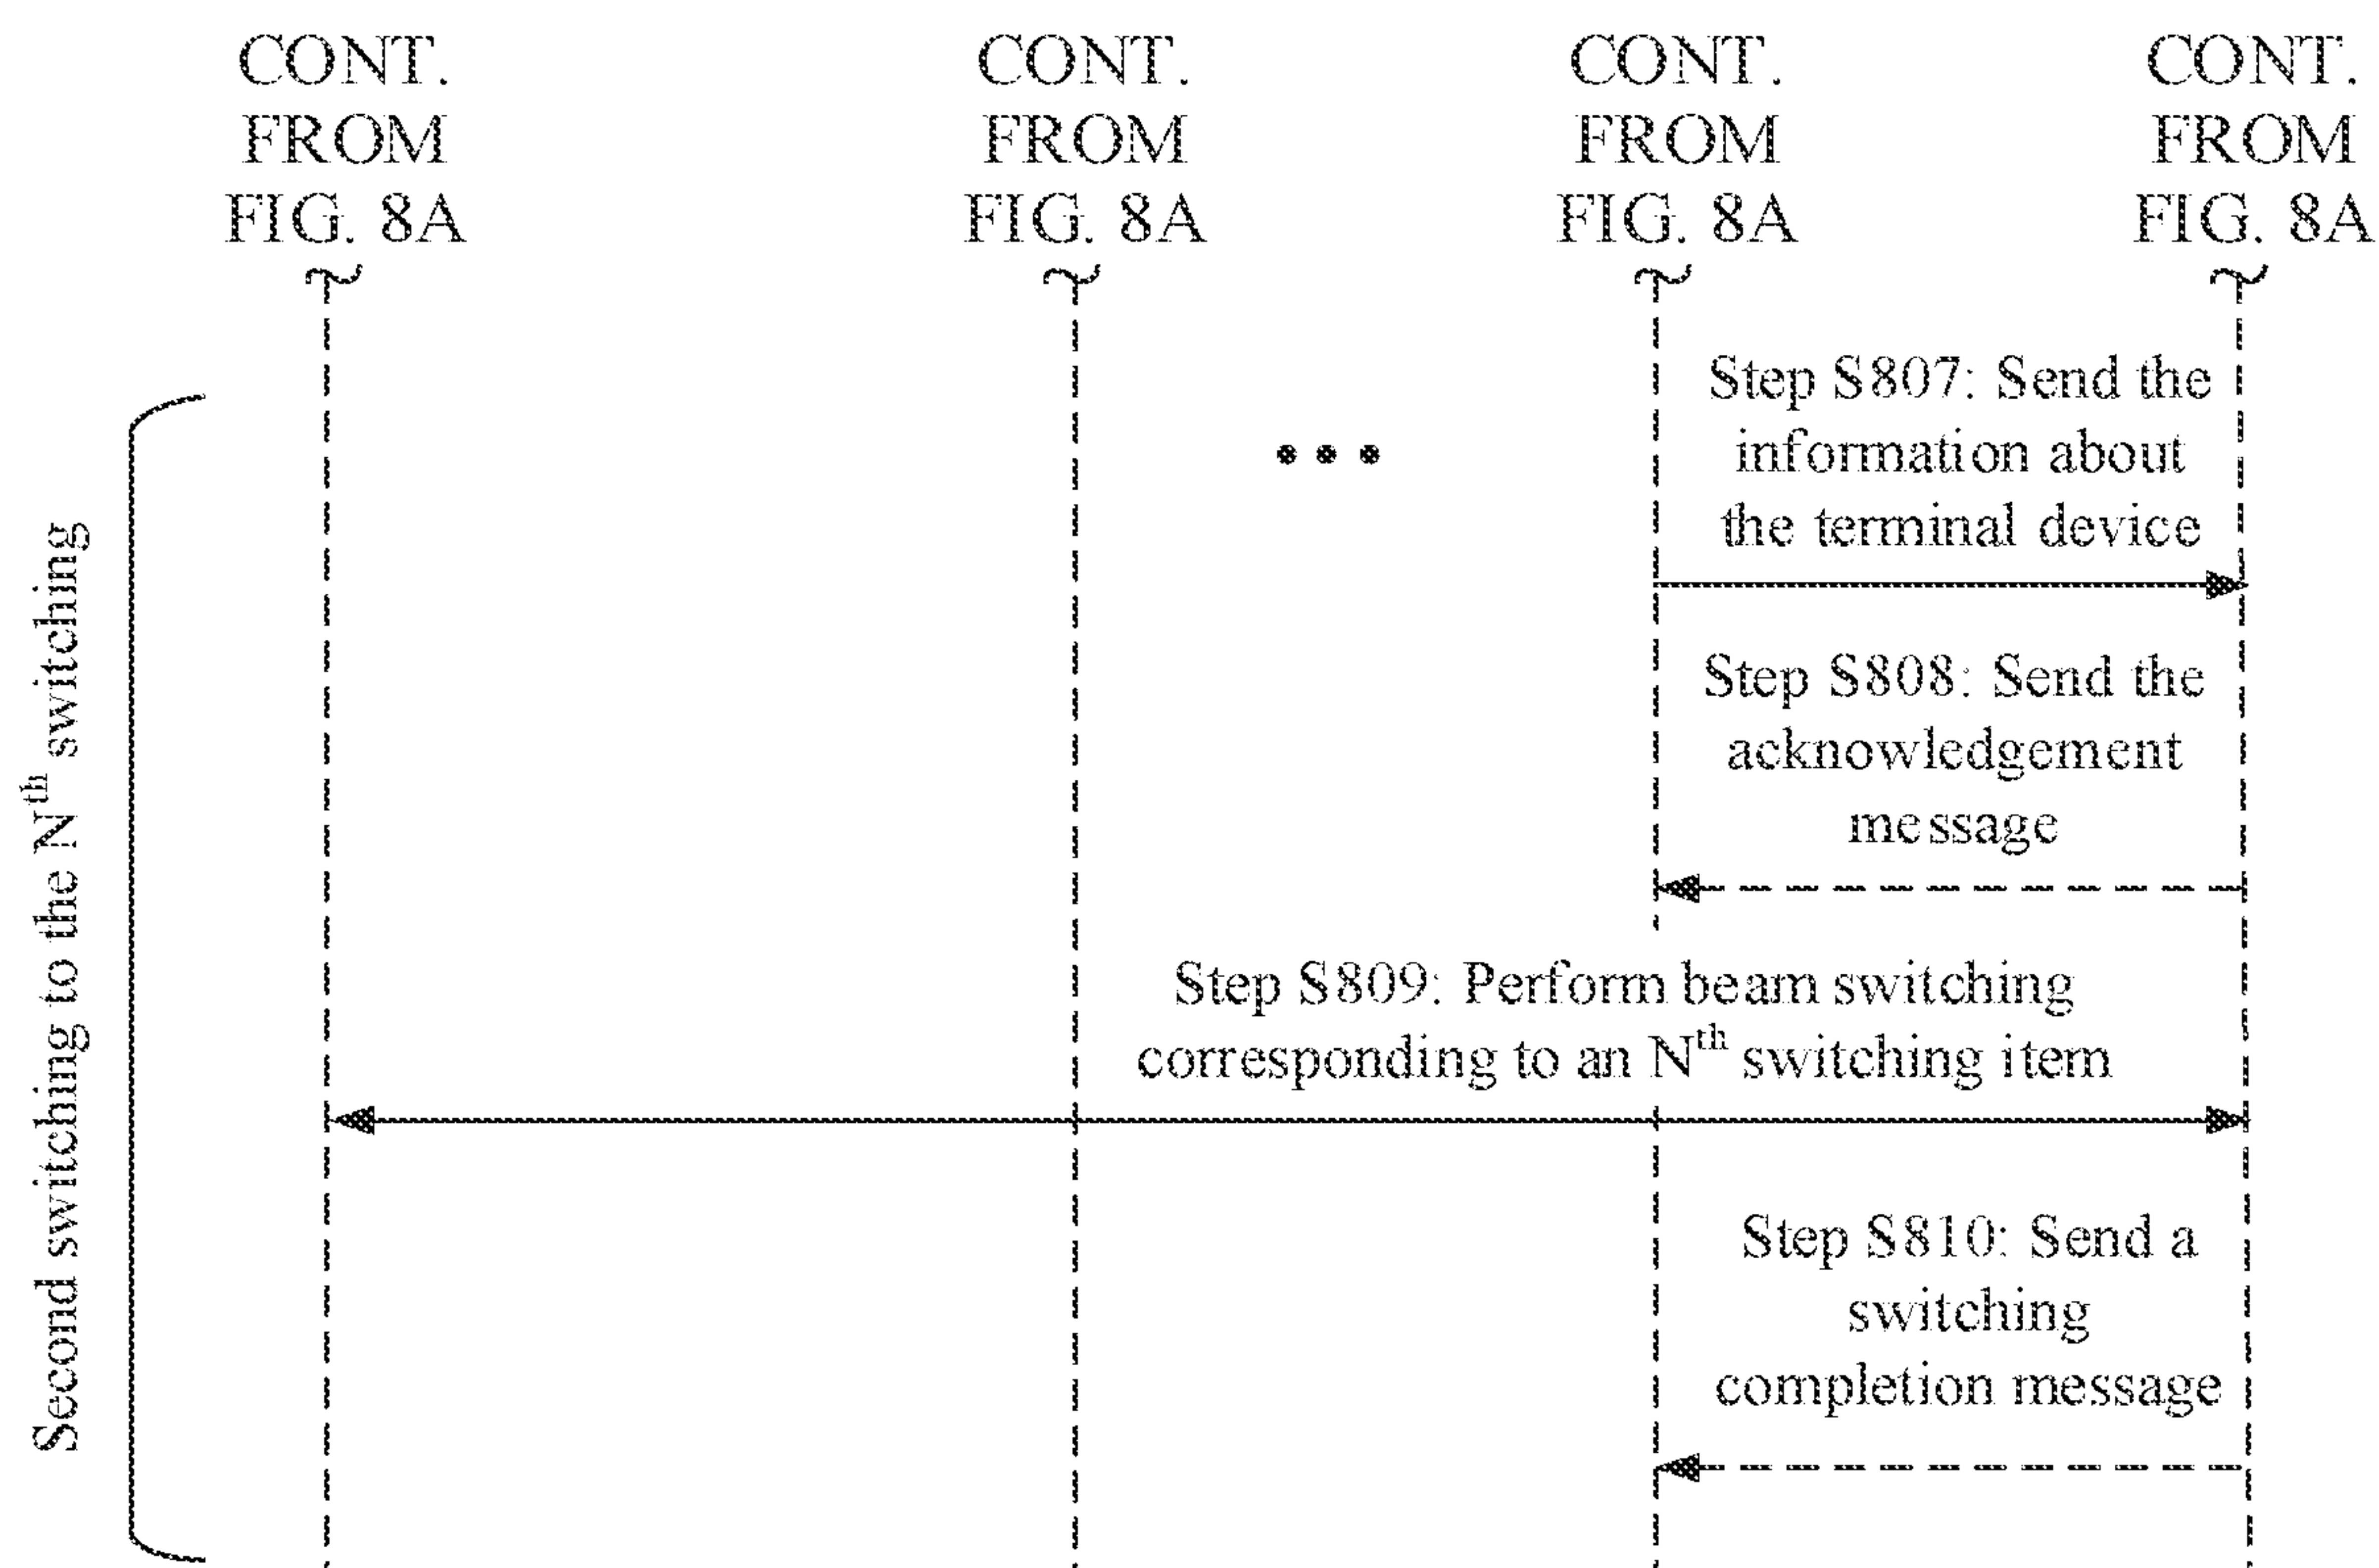 CONT.
FROM
FIG. 8A
CONT.
FROM
FIG. 8A
CONT.
FROM
FIG. 8A
CONT.
FROM
FIG. 8A
Second switching to the Nth switching
Step S807: Send the
information about
the terminal device
Step S808: Send the
acknowledgement
message
Step S809: Perform beam switching
corresponding to an Nth switching item
Step S810: Send a
switching
completion message